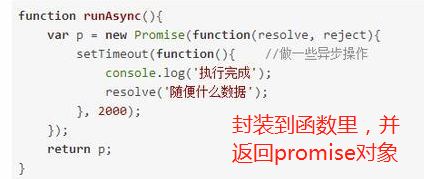 function runAsync(){
var p = new Promise(function(resolve, reject){
setTimeout(function(){ //做一些异步操作
console.log('执行完成');
resolve('随便什么数据');
}, 2000);
});
return p;
}
封装到函数里，并
返回promise对象